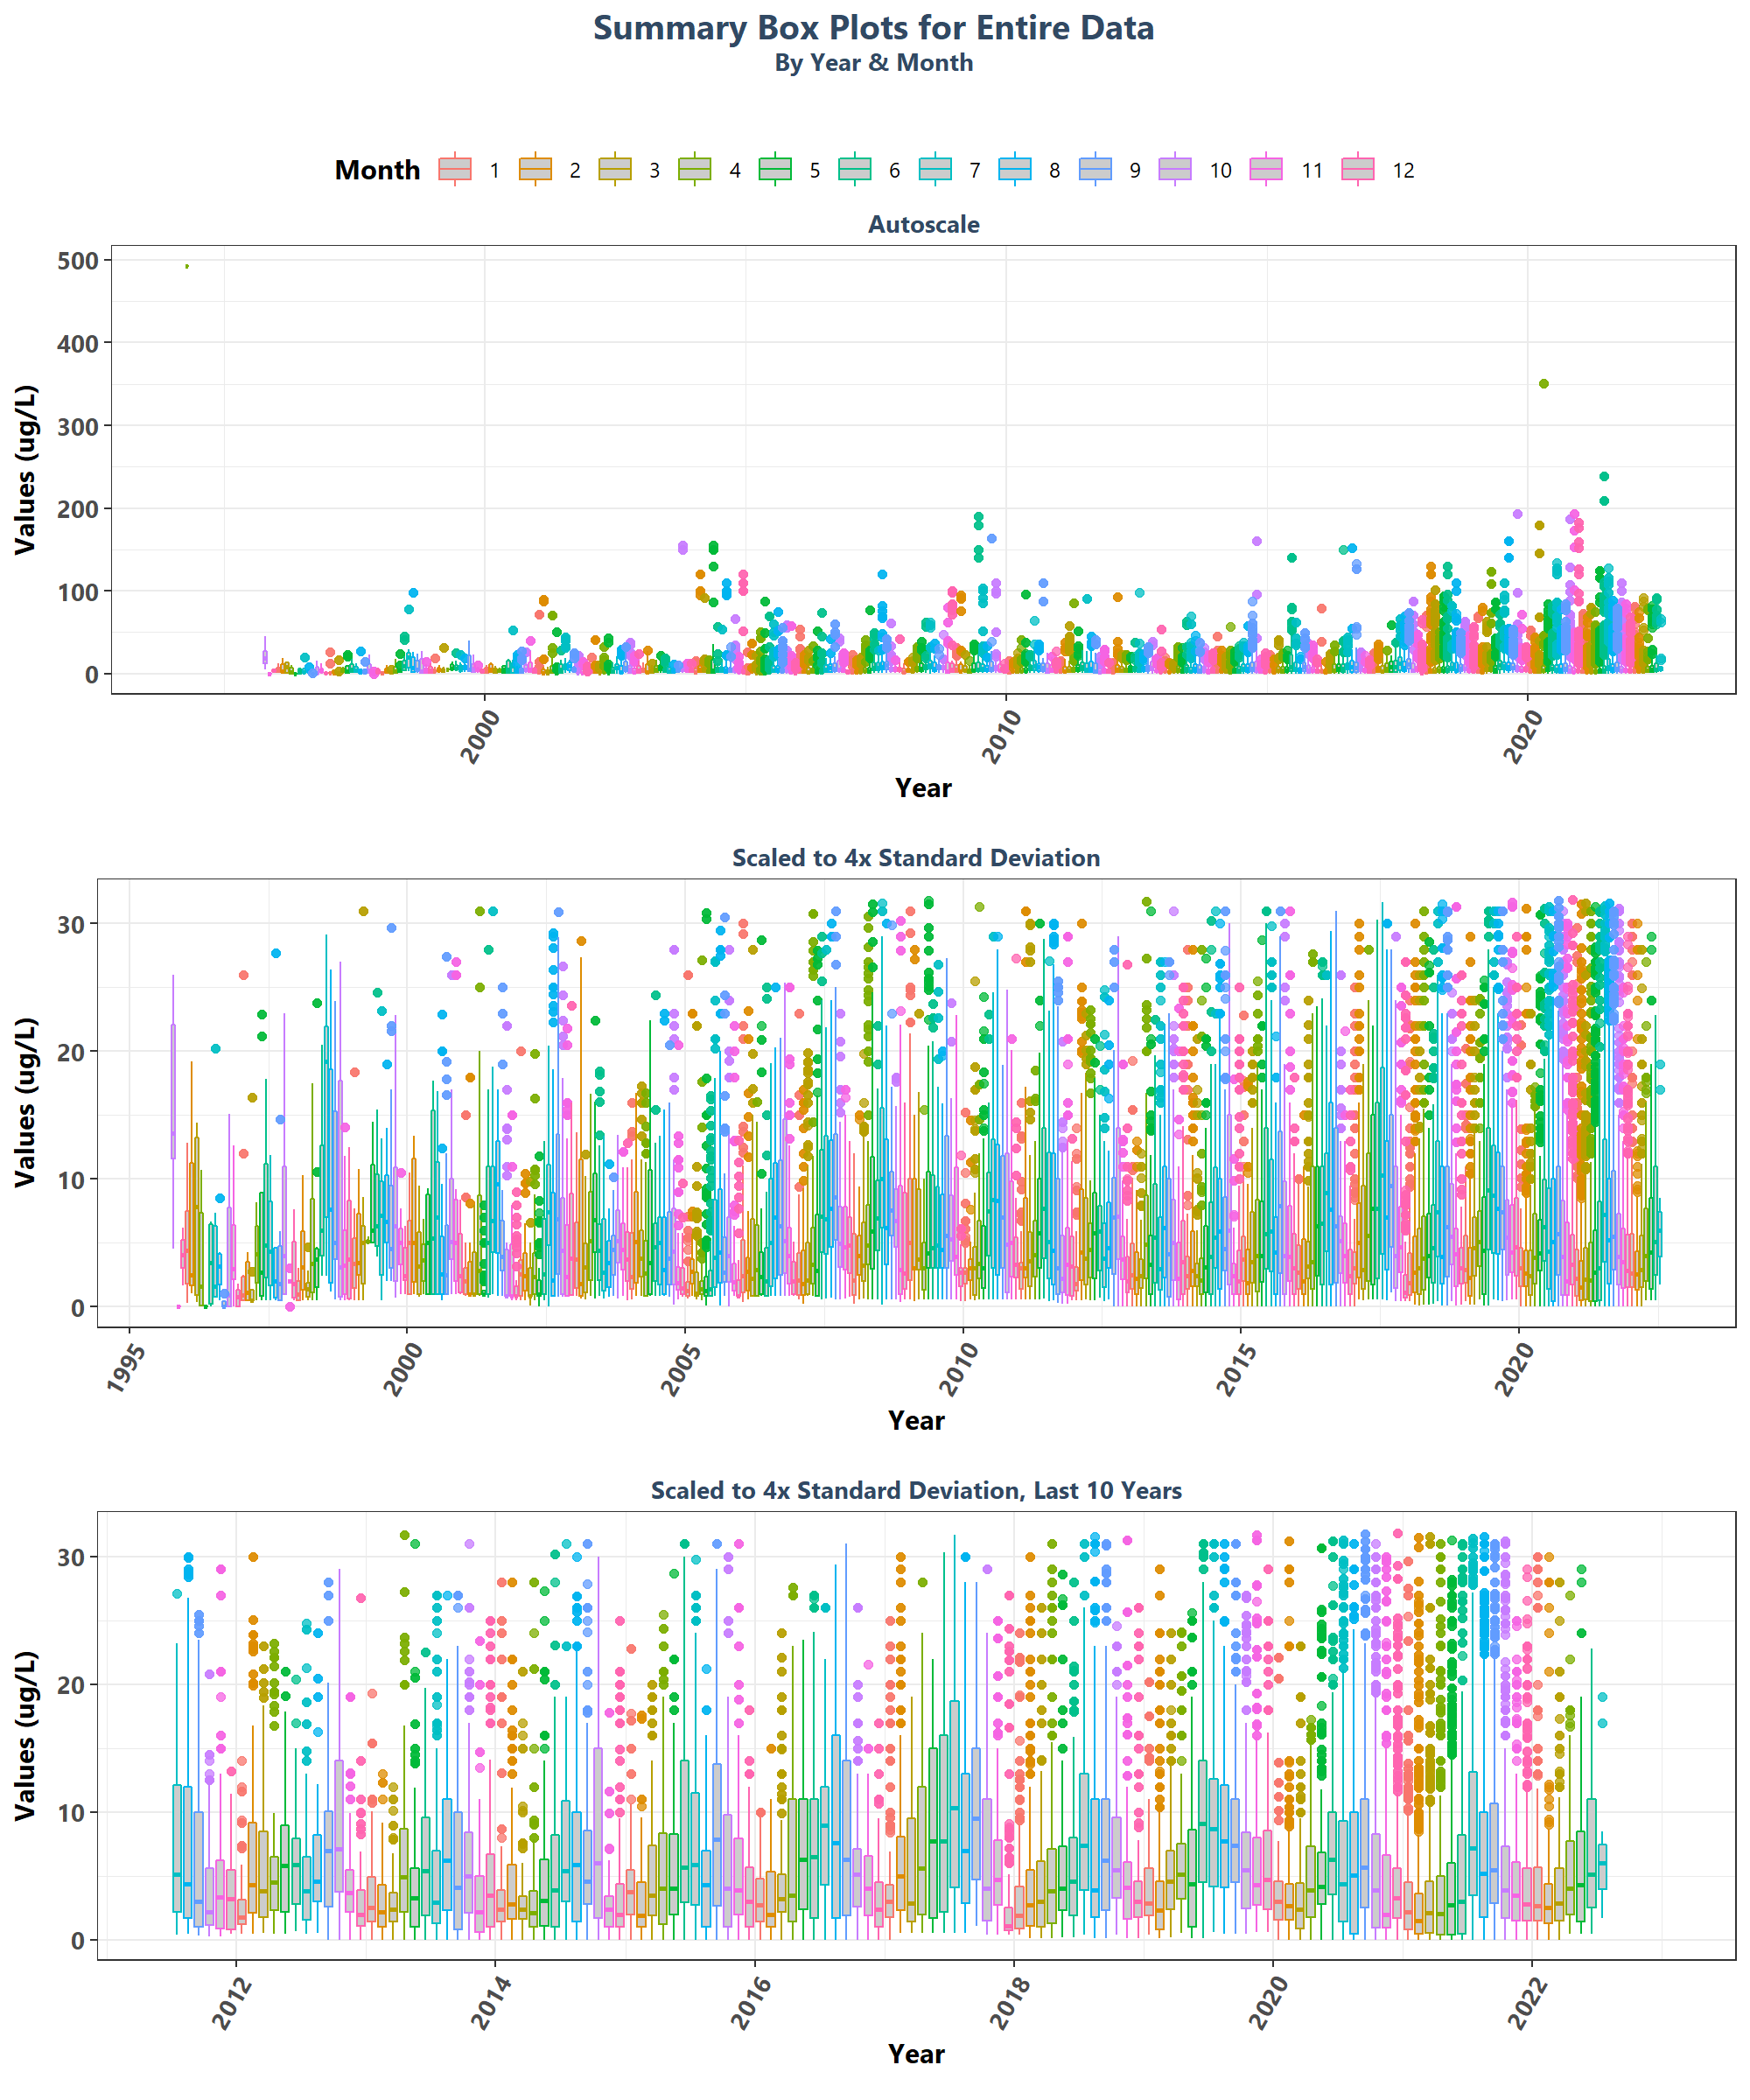 Summary Box Plots for Entire Data
By Year & Month
Month 1 2 3 4 5 6 7 8 9 10 11 12
Autoscale
500
400
300
200
100
0
Values (ug/L)
2000 2010 2020
Year
Scaled to 4x Standard Deviation
30
20
10
0
Values (ug/L)
1995 2000 2005 2010 2015 2020
Year
Scaled to 4x Standard Deviation, Last 10 Years
30
20
10
0
Values (ug/L)
2012 2014 2016 2018 2020 2022
Year